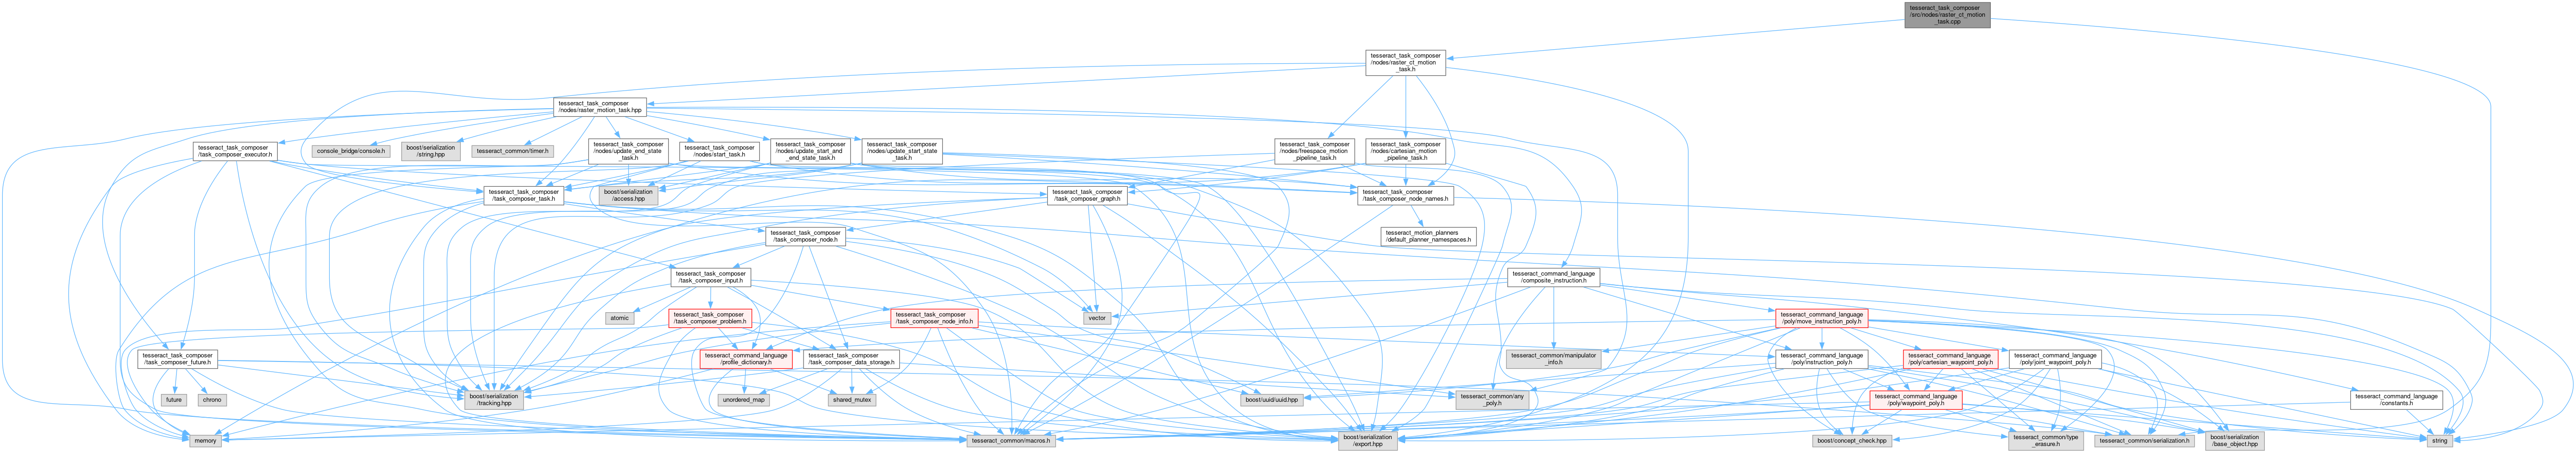 tesseract_task_composer
/src/nodes/raster_ct_motion
_task.cpp
tesseract_task_composer
/nodes/raster_ct_motion
_task.h
tesseract_task_composer
/nodes/raster_motion_task.hpp
tesseract_task_composer
/task_composer_executor.h
console_bridge/console.h
boost/serialization
/string.hpp
tesseract_common/timer.h
tesseract_task_composer
/nodes/update_end_state
_task.h
tesseract_task_composer
/nodes/start_task.h
tesseract_task_composer
/nodes/update_start_and
_end_state_task.h
tesseract_task_composer
/nodes/update_start_state
_task.h
tesseract_task_composer
/nodes/freespace_motion
_pipeline_task.h
tesseract_task_composer
/nodes/cartesian_motion
_pipeline_task.h
tesseract_task_composer
/task_composer_task.h
boost/serialization
/access.hpp
tesseract_task_composer
/task_composer_graph.h
tesseract_task_composer
/task_composer_node_names.h
tesseract_task_composer
/task_composer_node.h
tesseract_motion_planners
/default_planner_namespaces.h
tesseract_task_composer
/task_composer_input.h
tesseract_command_language
/composite_instruction.h
atomic
tesseract_task_composer
/task_composer_problem.h
tesseract_task_composer
/task_composer_node_info.h
vector
tesseract_command_language
/poly/move_instruction_poly.h
tesseract_task_composer
/task_composer_future.h
tesseract_command_language
/profile_dictionary.h
tesseract_task_composer
/task_composer_data_storage.h
tesseract_common/manipulator
_info.h
tesseract_command_language
/poly/instruction_poly.h
tesseract_command_language
/poly/cartesian_waypoint_poly.h
tesseract_command_language
/poly/joint_waypoint_poly.h
future
chrono
boost/serialization
/tracking.hpp
unordered_map
shared_mutex
boost/uuid/uuid.hpp
tesseract_common/any
_poly.h
tesseract_command_language
/poly/waypoint_poly.h
tesseract_command_language
/constants.h
memory
tesseract_common/macros.h
boost/serialization
/export.hpp
boost/concept_check.hpp
tesseract_common/type
_erasure.h
tesseract_common/serialization.h
boost/serialization
/base_object.hpp
string